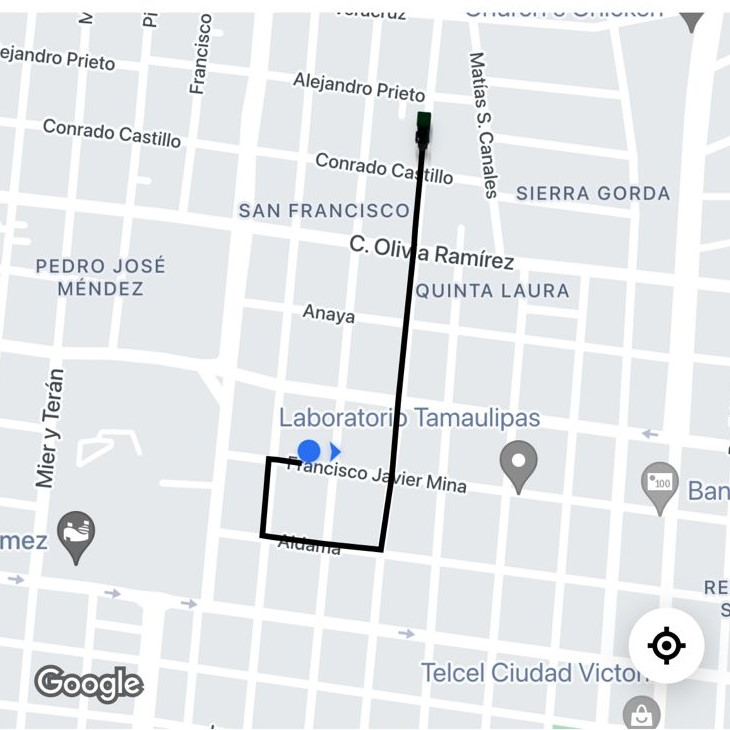 Veracruz
Church's Chicken
Francisco
ejandro Prieto
Alejandro Prieto
Matías S. Canales
Conrado Castillo
Conrado Castillo
SIERRA GORDA
SAN FRANCISCO
C. Olivia Ramírez
PEDRO JOSÉ
MÉNDEZ
QUINTA LAURA
Anaya
Mier y Terán
Laboratorio Tamaulipas
Francisco Javier Mina
100
Ban
mez
Aldama
RE
S
Telcel Ciudad Victori
Google